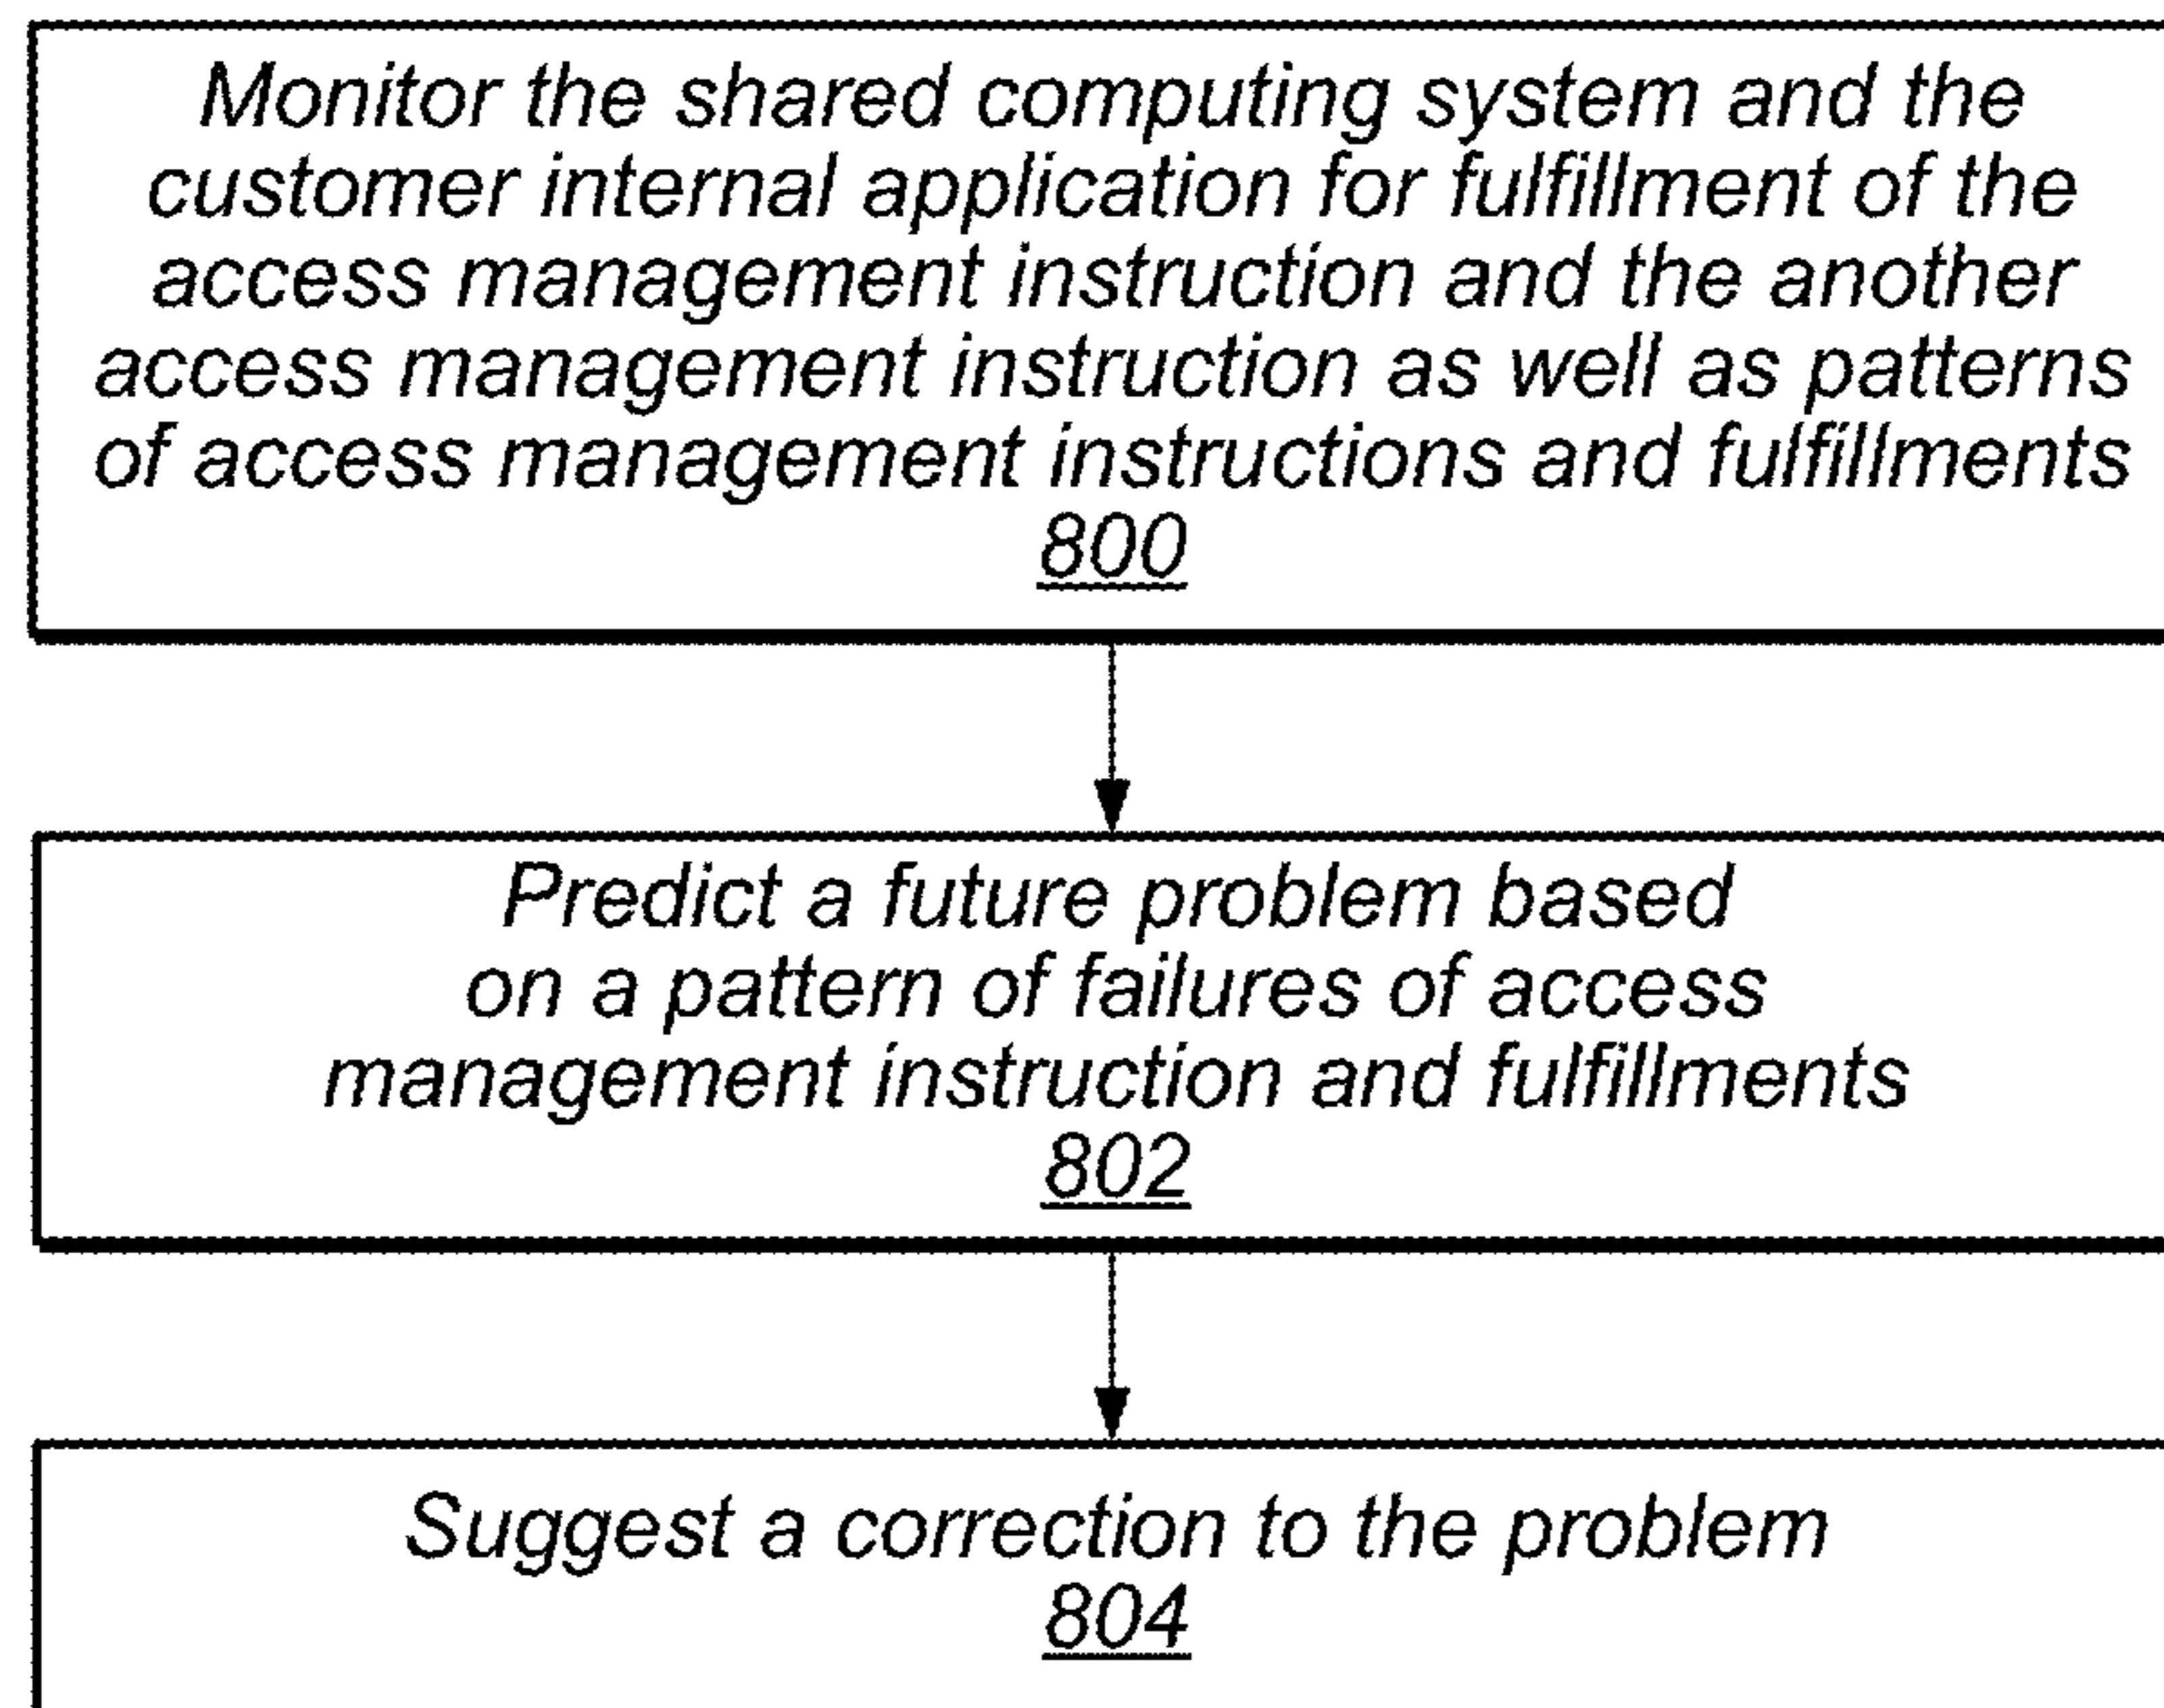 Monitor the shared computing system and the
customer internal application for fulfillment of the
access management instruction and the another
access management instruction as well as patterns
of access management instructions and fulfillments
800
Predict a future problem based
on a pattern of failures of access
management instruction and fulfillments
802
Suggest a correction to the problem
804